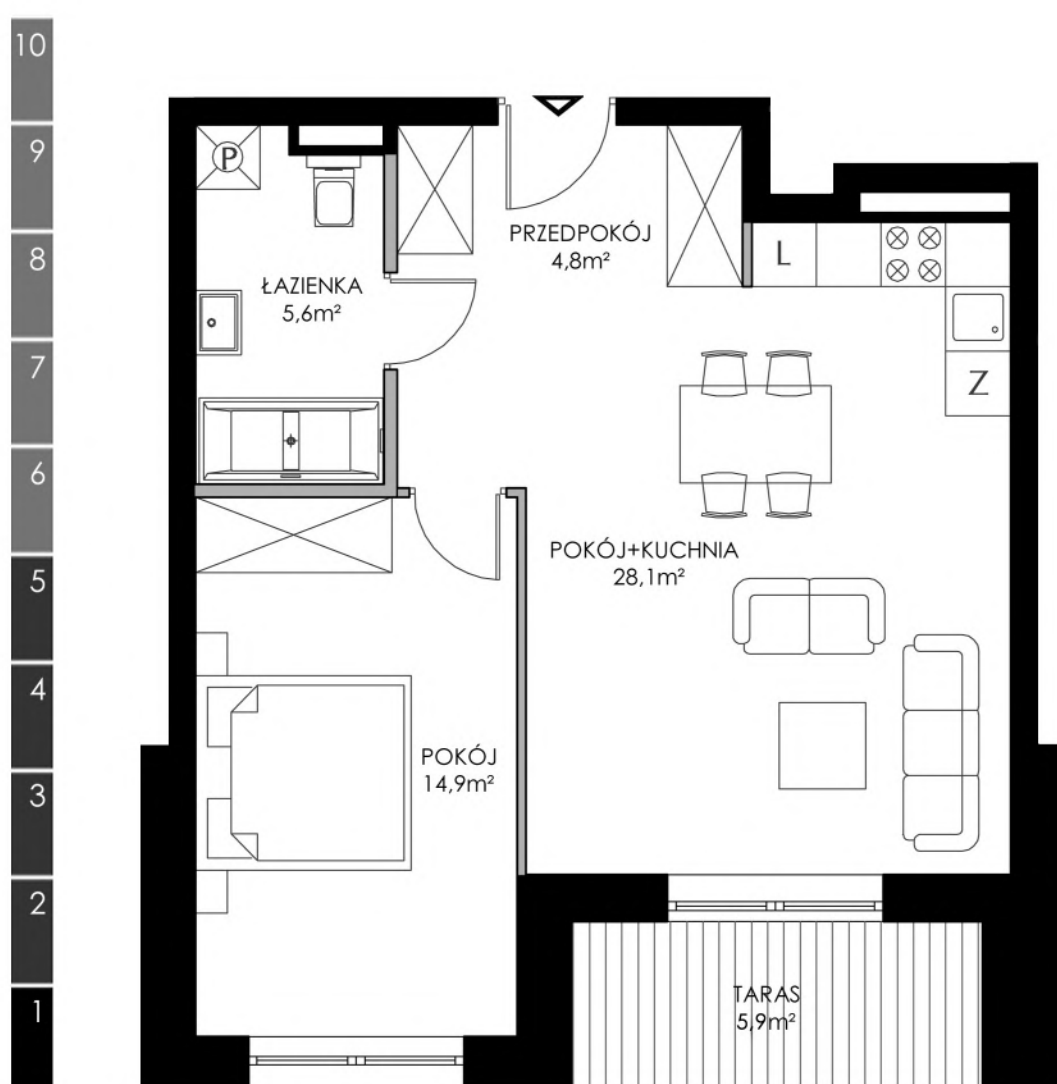 10
9
8
7
6
5
4
3
2
1
P
PRZEDPOKÓJ
4,8m²
L
ŁAZIENKA
5,6m²
Z
POKÓJ+KUCHNIA
28,1m²
POKÓJ
14,9m²
TARAS
5,9m²